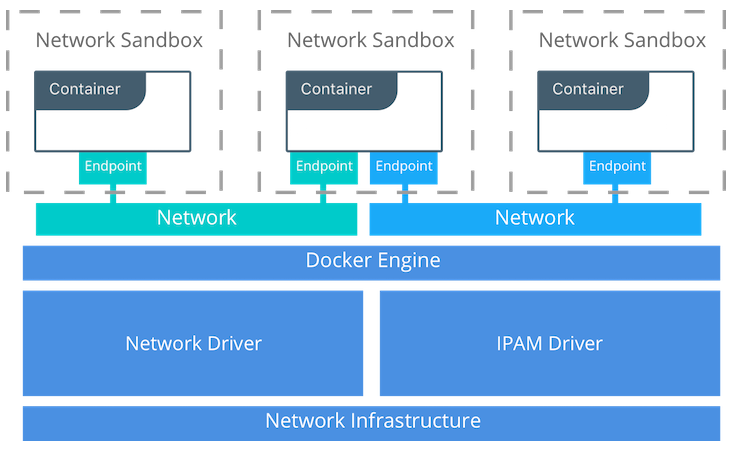 Network Sandbox
Network Sandbox
Network Sandbox
Container
Container
Container
Endpoint
Endpoint
Endpoint
Endpoint
Network
Network
Docker Engine
Network Driver
IPAM Driver
Network Infrastructure